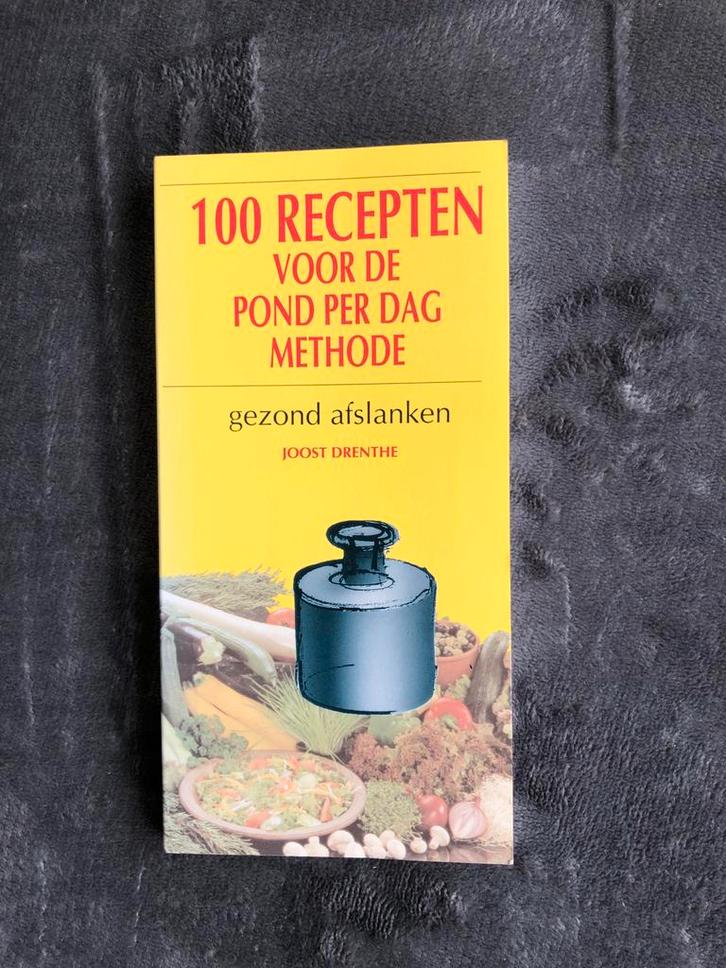 100 RECEPTEN
VOOR DE
POND PER DAG
METHODE
gezond afslanken
JOOST DRENTHE